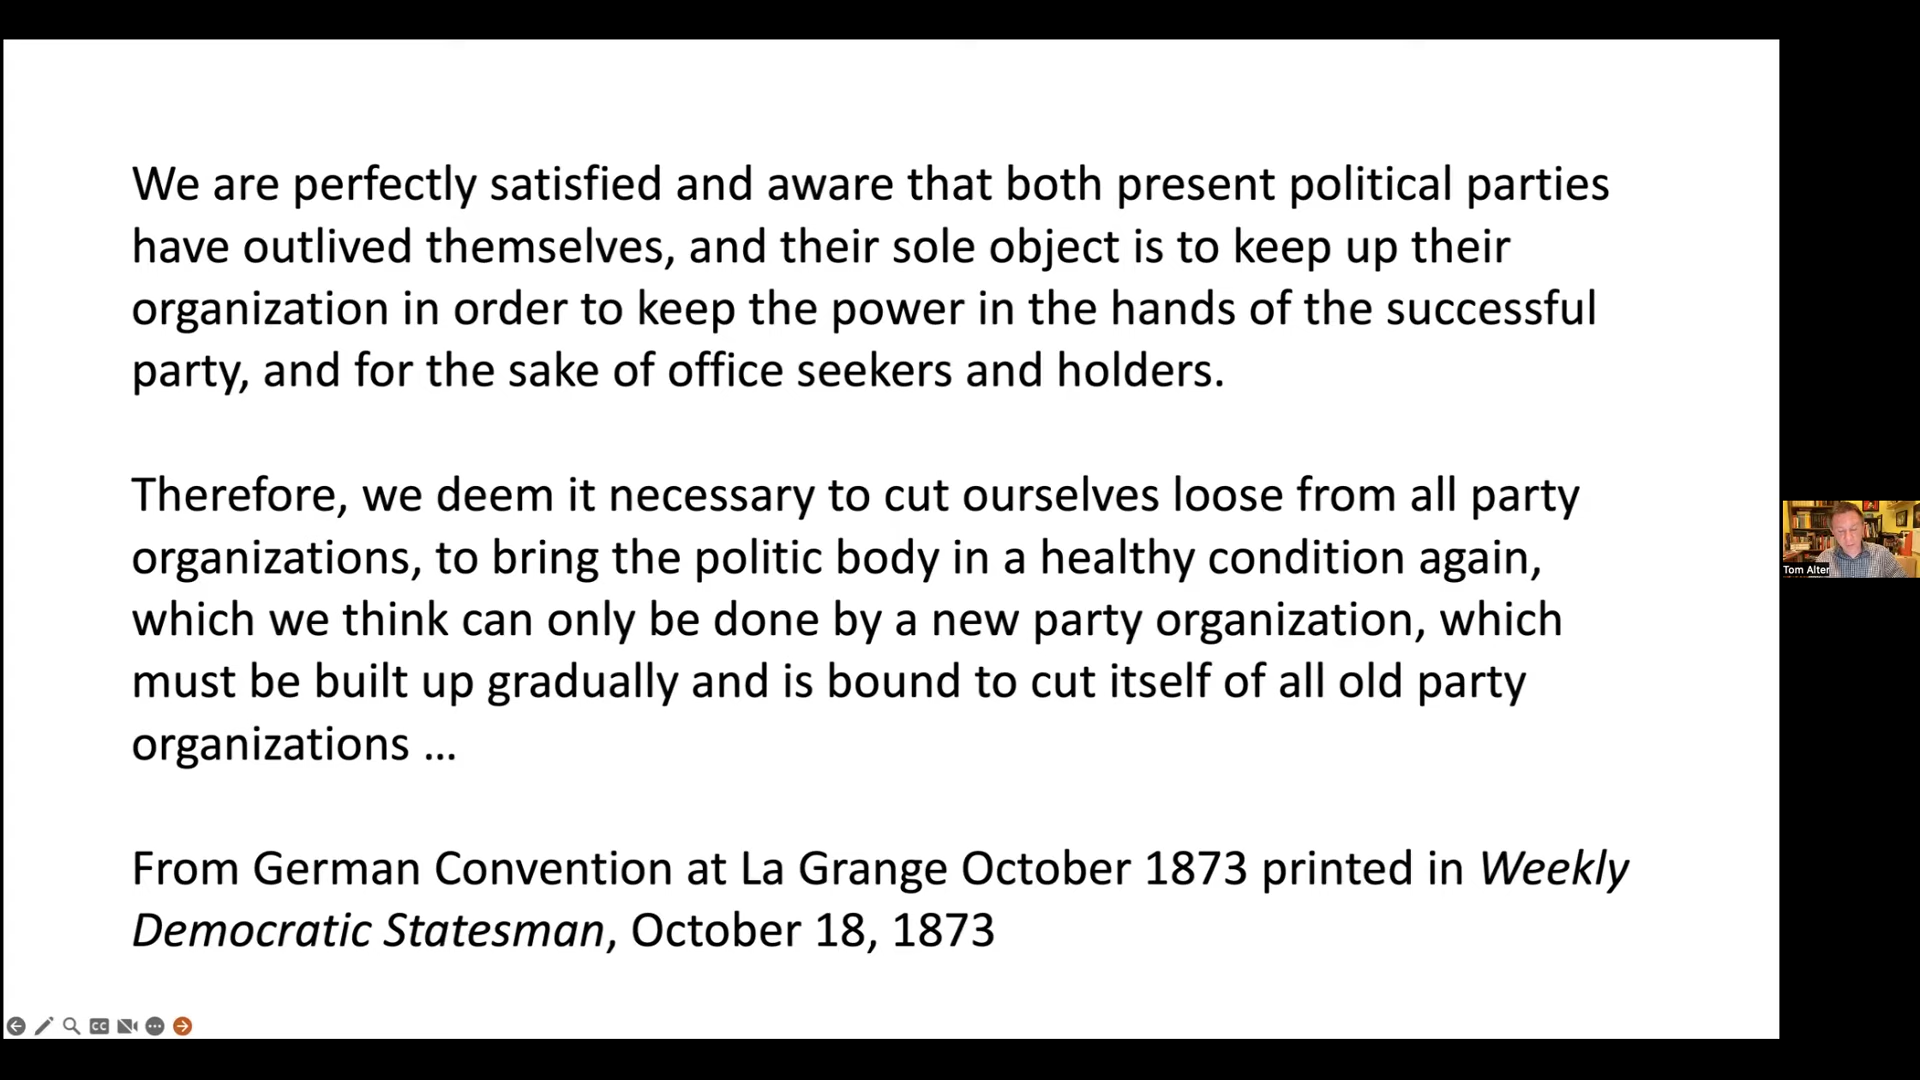 We are perfectly satisfied and aware that both present political parties
have outlived themselves, and their sole object is to keep up their
organization in order to keep the power in the hands of the successful
party, and for the sake of office seekers and holders.
Therefore, we deem it necessary to cut ourselves loose from all party
organizations, to bring the politic body in a healthy condition again,
which we think can only be done by a new party organization, which
must be built up gradually and is bound to cut itself of all old party
organizations …
From German Convention at La Grange October 1873 printed in Weekly
Democratic Statesman, October 18, 1873
Tom Alter
CC